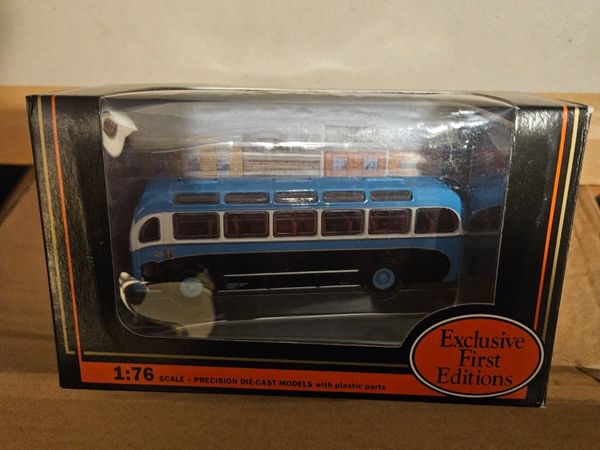 1:76 SCALE – PRECISION DIE-CAST MODELS with plastic parts
Exclusive
First
Editions